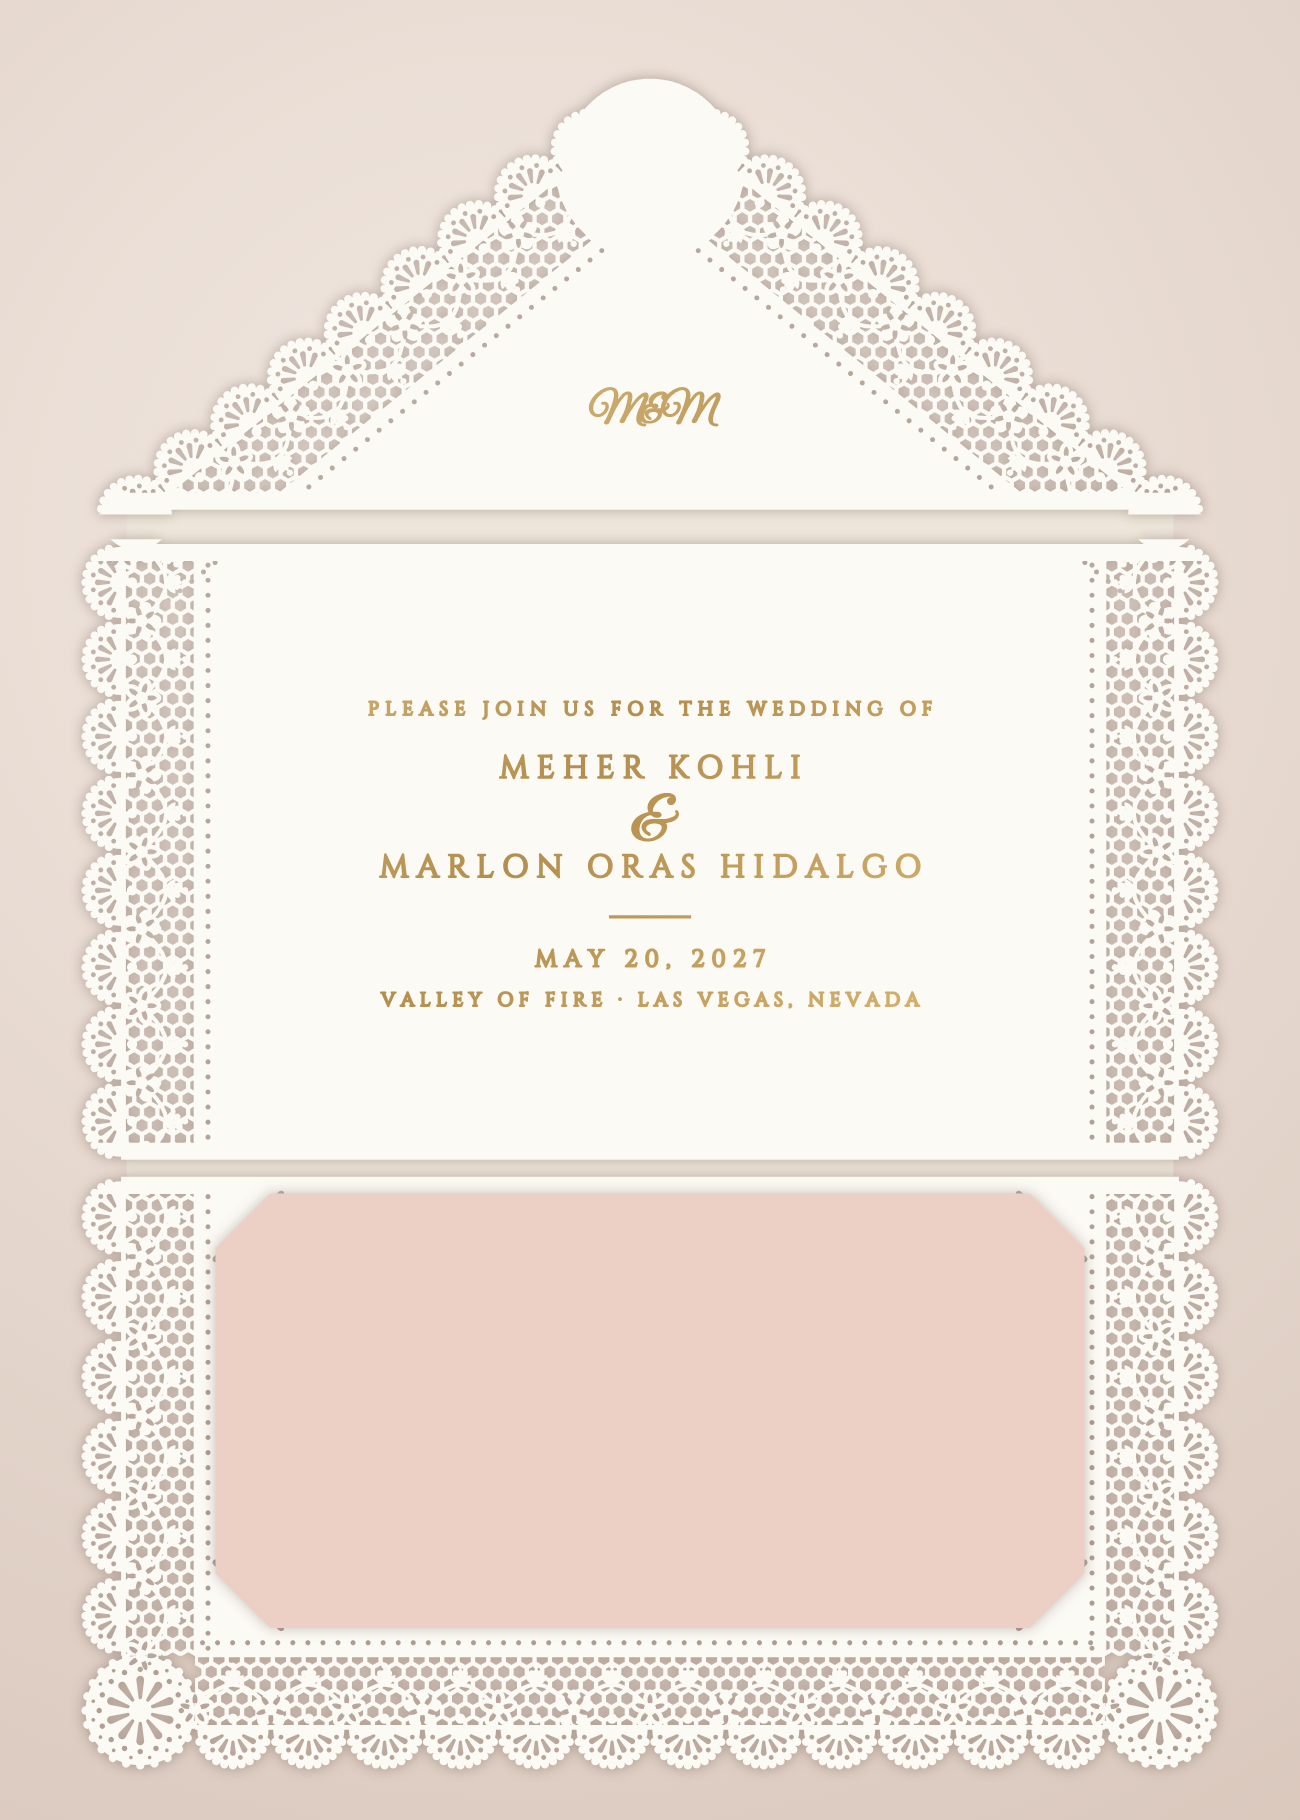 M&M
PLEASE JOIN US FOR THE WEDDING OF
MEHER KOHLI
&
MARLON ORAS HIDALGO
MAY 20, 2027
VALLEY OF FIRE · LAS VEGAS, NEVADA